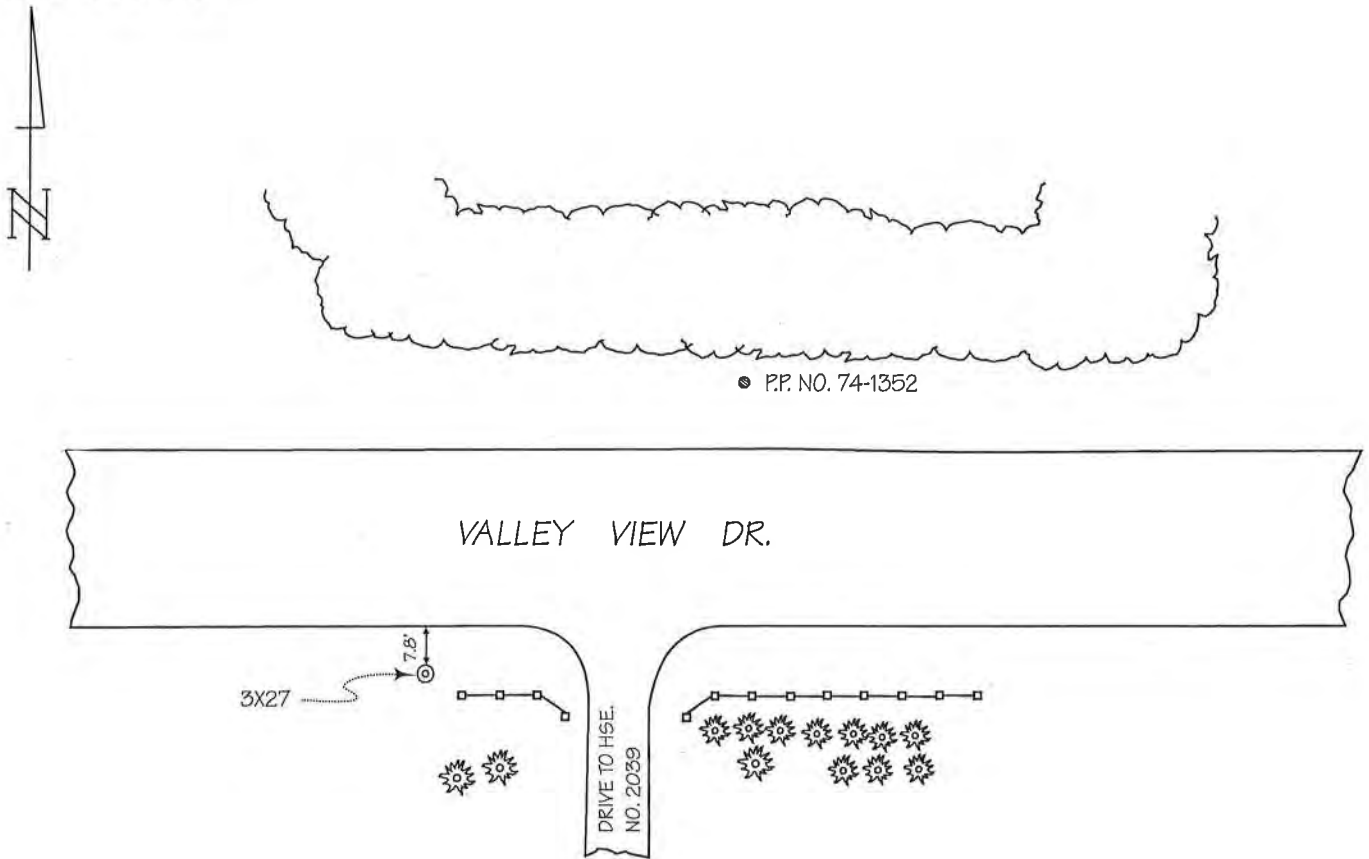 N
P.P. NO. 74-1352
VALLEY VIEW DR.
7.8'
3X27
DRIVE TO HSE.
NO. 2039